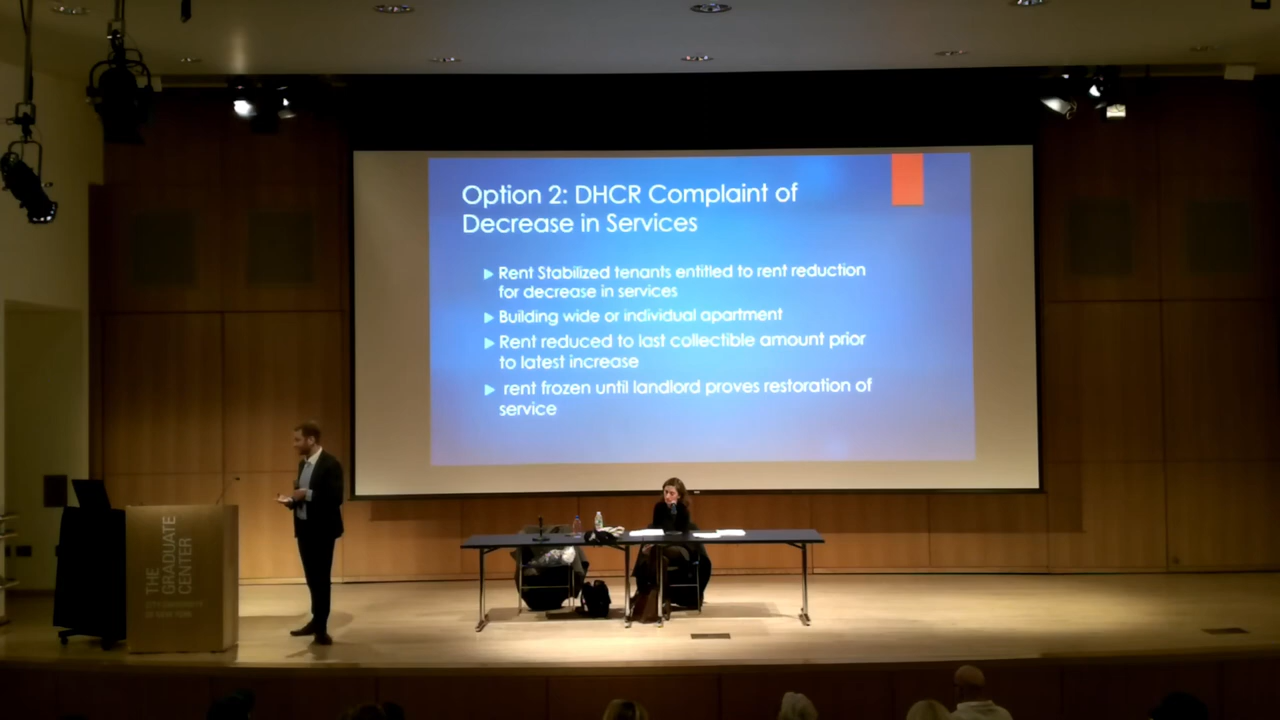 Option 2: DHCR Complaint of
Decrease in Services
Rent Stabilized tenants entitled to rent reduction
for decrease in services
Building wide or individual apartment
Rent reduced to last collectible amount prior
to latest increase
rent frozen until landlord proves restoration of
service
THE
GRADUATE
CENTER